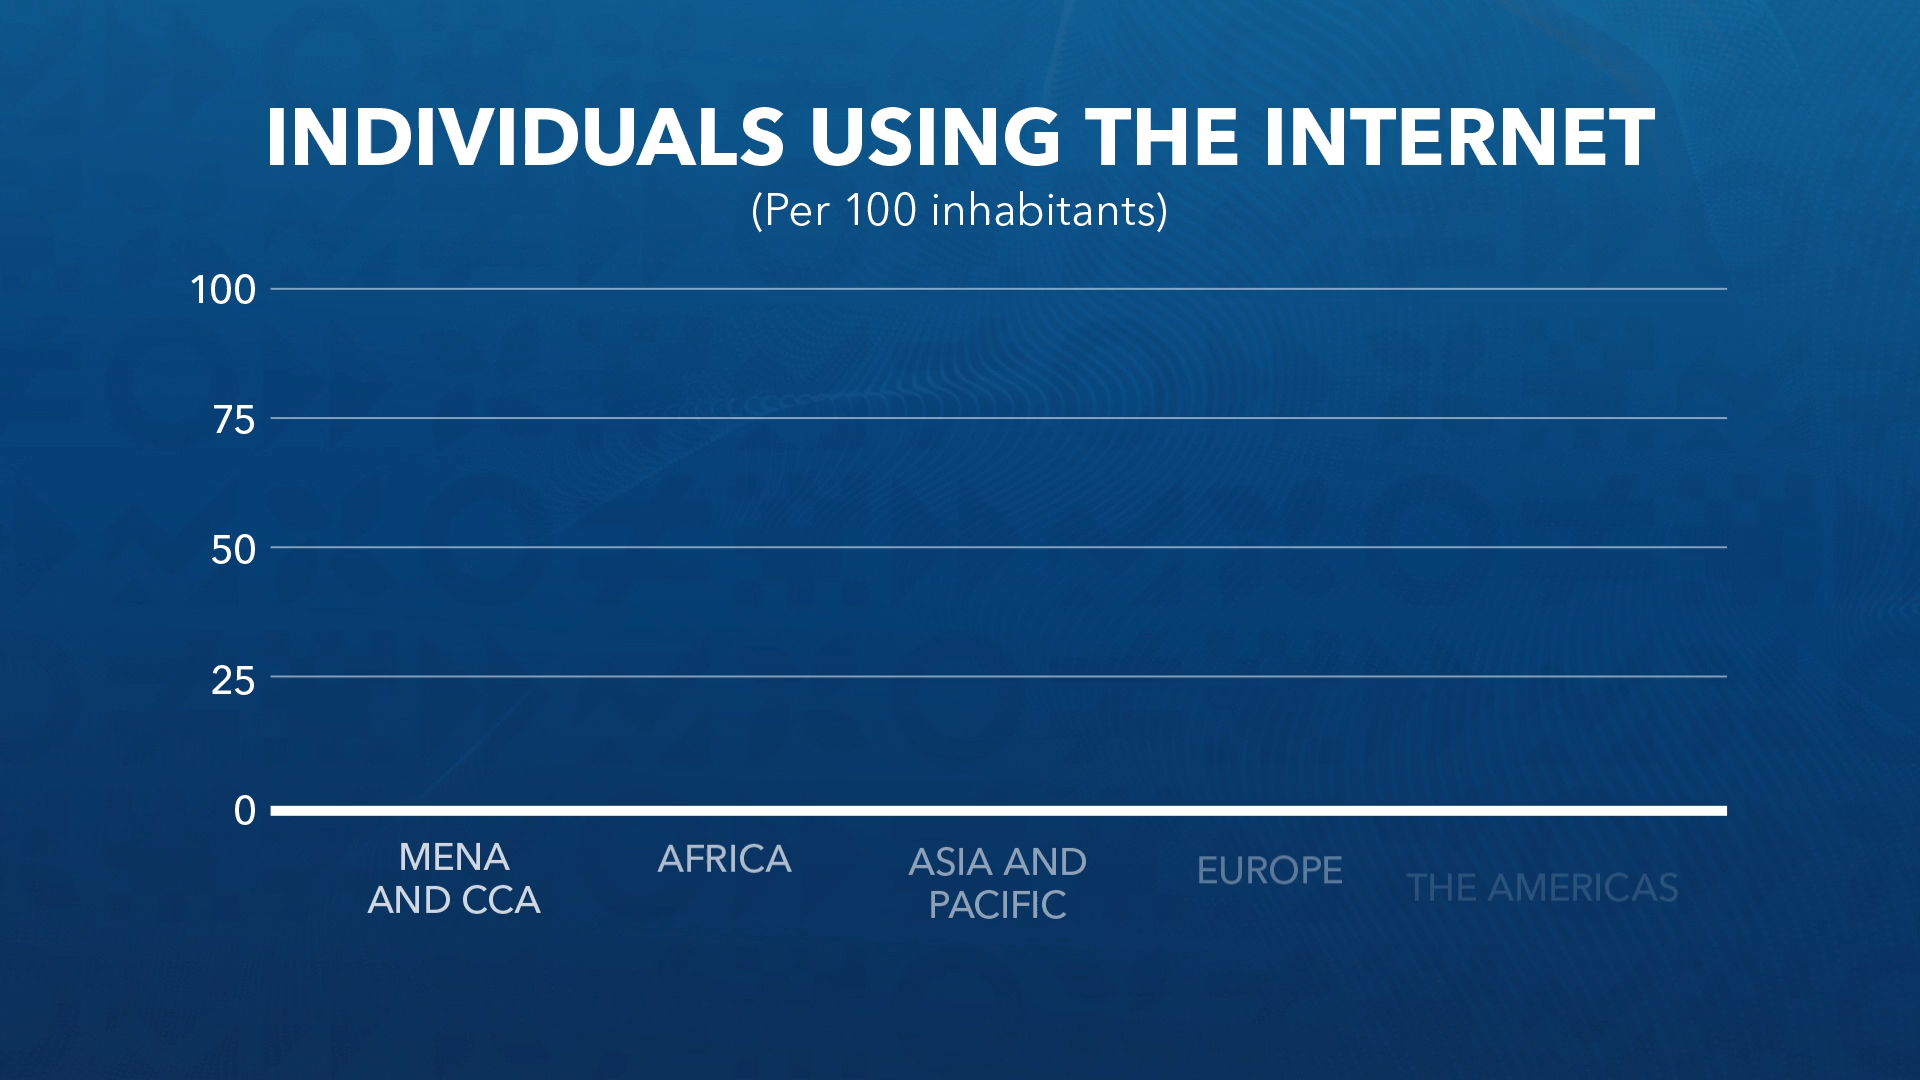 INDIVIDUALS USING THE INTERNET
(Per 100 inhabitants)
100
75
50
25
0
MENA
AND CCA
AFRICA
ASIA AND
PACIFIC
EUROPE
THE AMERICAS